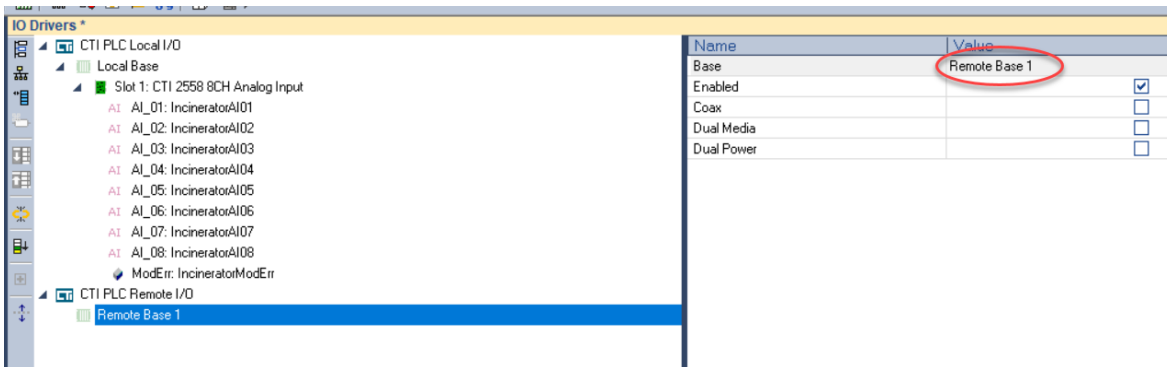 IO Drivers *
CTI PLC Local I/O
Local Base
Slot 1: CTI 2558 8CH Analog Input
AI AI_01: IncineratorAI01
AI AI_02: IncineratorAI02
AI AI_03: IncineratorAI03
AI AI_04: IncineratorAI04
AI AI_05: IncineratorAI05
AI AI_06: IncineratorAI06
AI AI_07: IncineratorAI07
AI AI_08: IncineratorAI08
ModErr: IncineratorModErr
CTI PLC Remote I/O
Remote Base 1
Name Value
Base Remote Base 1
Enabled
Coax
Dual Media
Dual Power